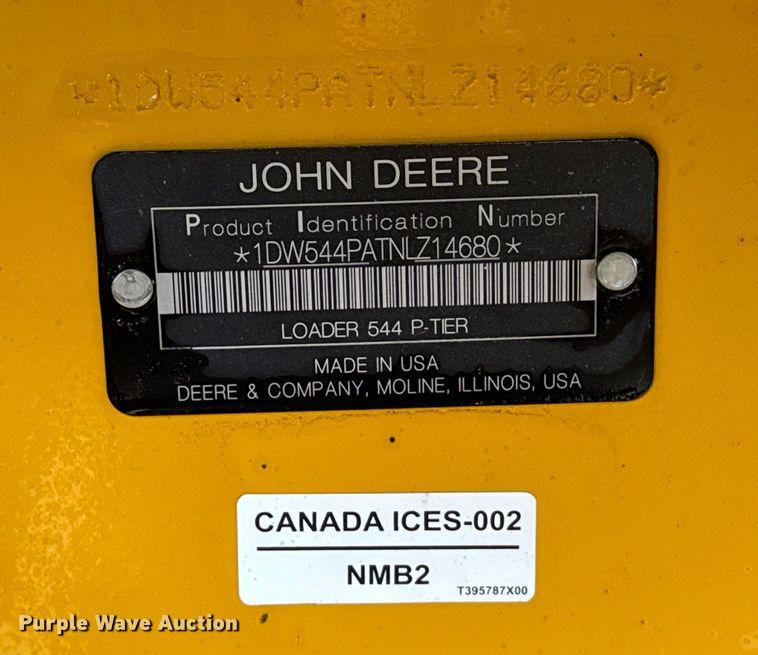 *1DW544PATNLZ14680*
JOHN DEERE
Product Identification Number
*1DW544PATNLZ14680*
LOADER 544 P-TIER
MADE IN USA
DEERE & COMPANY, MOLINE, ILLINOIS, USA
CANADA ICES-002
NMB2
T395787X00
Purple Wave Auction